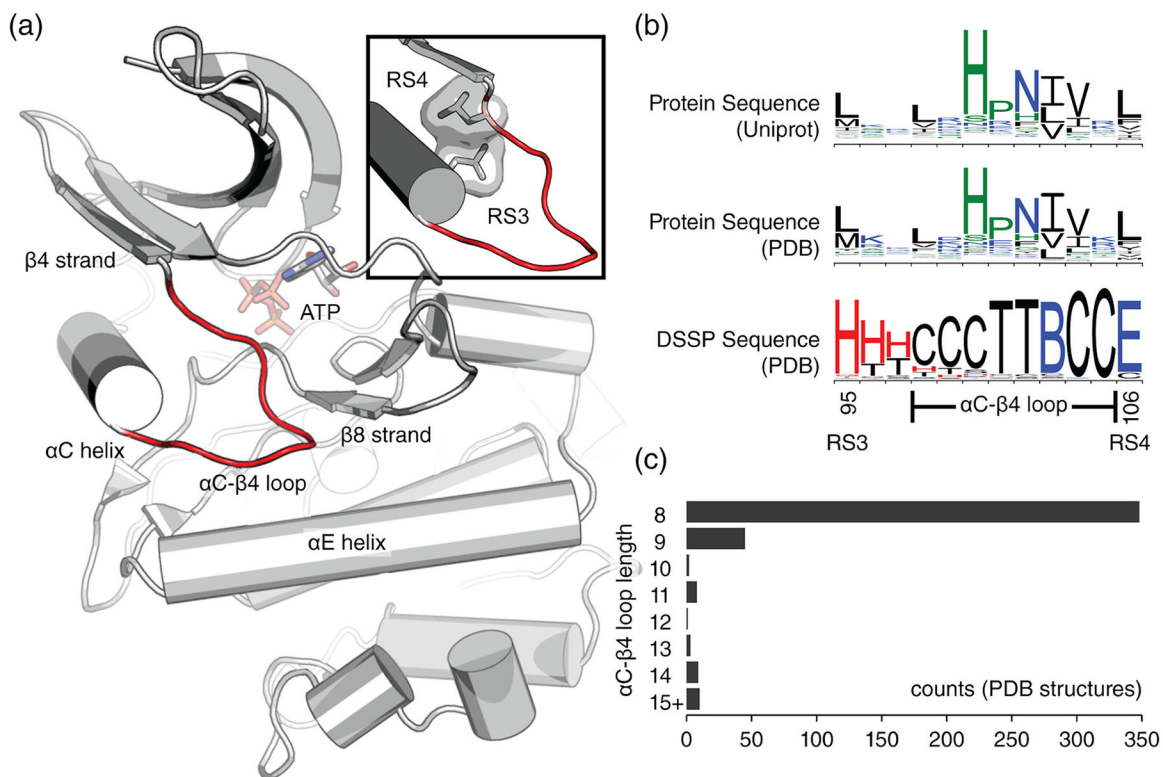 (a)
RS4
RS3
β4 strand
ATP
αC helix
β8 strand
αC-β4 loop
αE helix
(b)
Protein Sequence
(Uniprot)
Protein Sequence
(PDB)
DSSP Sequence
(PDB)
HHHCCCTTBCCE
95
αC-β4 loop
106
RS3
RS4
(c)
αC-β4 loop length
8
9
10
11
12
13
14
15+
counts (PDB structures)
0 50 100 150 200 250 300 350